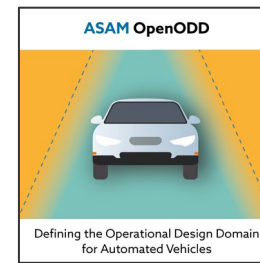 ASAM OpenODD
Defining the Operational Design Domain
for Automated Vehicles